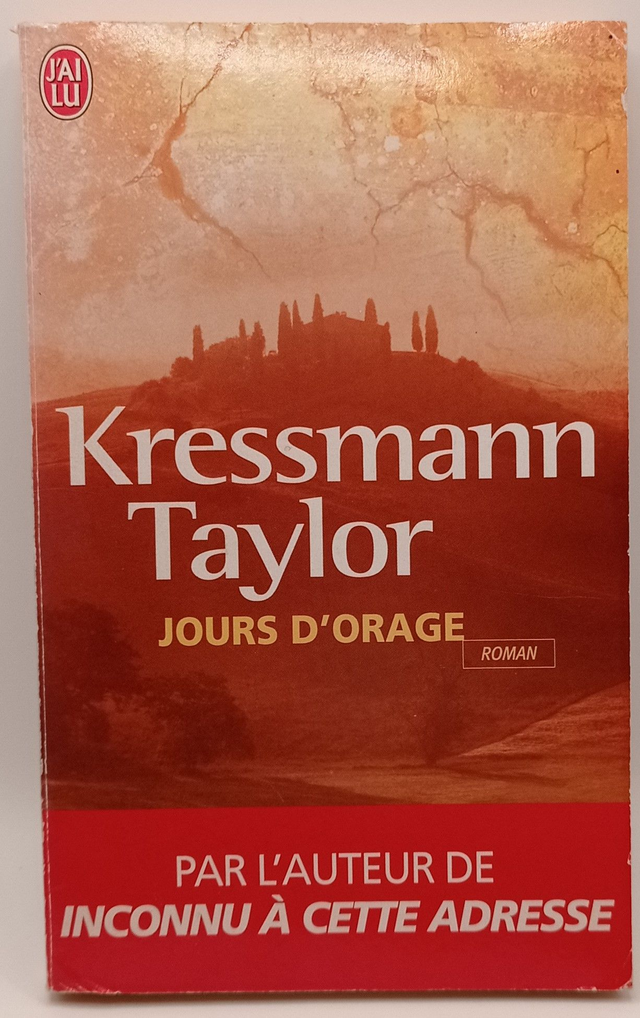 J'AI
LU
Kressmann
Taylor
JOURS D'ORAGE
ROMAN
PAR L'AUTEUR DE
INCONNU À CETTE ADRESSE